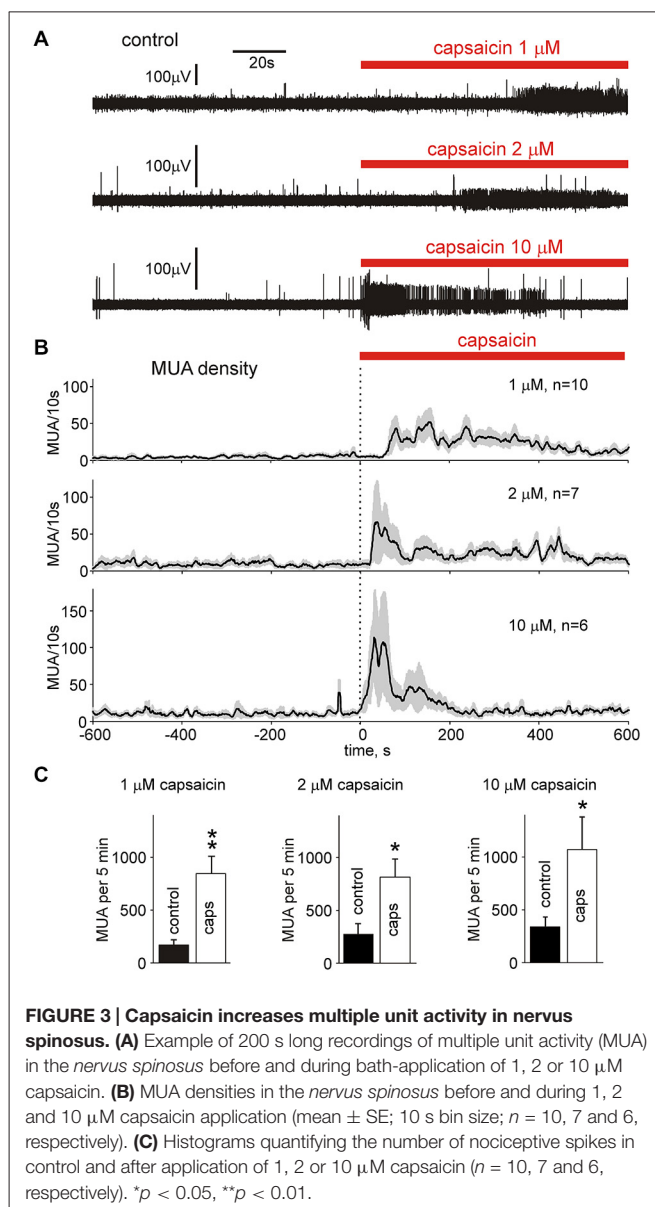 A
control
20s
capsaicin 1 μM
100μV
capsaicin 2 μM
100μV
capsaicin 10 μM
100μV
B
capsaicin
MUA density
1 μM, n=10
MUA/10s
100
50
0
2 μM, n=7
MUA/10s
100
50
0
10 μM, n=6
MUA/10s
150
100
50
0
-600 -400 -200 0 200 400 600
time, s
C
1 μM capsaicin
MUA per 5 min
1000
500
0
control
caps
**
2 μM capsaicin
MUA per 5 min
1000
500
0
control
caps
*
10 μM capsaicin
MUA per 5 min
1000
500
0
control
caps
*
FIGURE 3 | Capsaicin increases multiple unit activity in nervus
spinosus. (A) Example of 200 s long recordings of multiple unit activity (MUA)
in the nervus spinosus before and during bath-application of 1, 2 or 10 μM
capsaicin. (B) MUA densities in the nervus spinosus before and during 1, 2
and 10 μM capsaicin application (mean ± SE; 10 s bin size; n = 10, 7 and 6,
respectively). (C) Histograms quantifying the number of nociceptive spikes in
control and after application of 1, 2 or 10 μM capsaicin (n = 10, 7 and 6,
respectively). *p < 0.05, **p < 0.01.